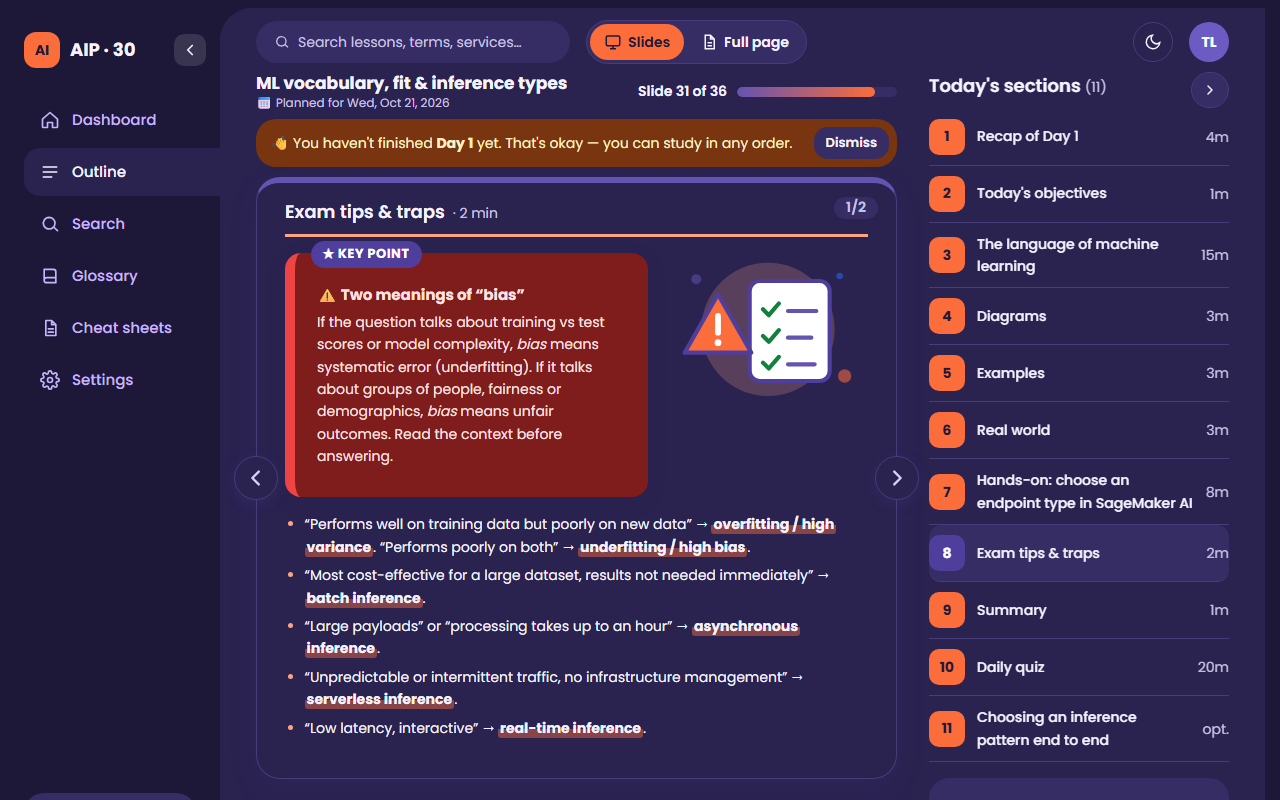 AI AIP · 30
Dashboard
Outline
Search
Glossary
Cheat sheets
Settings
Search lessons, terms, services...
Slides
Full page
TL
ML vocabulary, fit & inference types
Planned for Wed, Oct 21, 2026
Slide 31 of 36
👋 You haven't finished Day 1 yet. That's okay — you can study in any order.
Dismiss
Exam tips & traps · 2 min
1/2
★ KEY POINT
⚠️ Two meanings of “bias”
If the question talks about training vs test
scores or model complexity, bias means
systematic error (underfitting). If it talks
about groups of people, fairness or
demographics, bias means unfair
outcomes. Read the context before
answering.
• “Performs well on training data but poorly on new data” → overfitting / high
variance. “Performs poorly on both” → underfitting / high bias.
• “Most cost-effective for a large dataset, results not needed immediately” →
batch inference.
• “Large payloads” or “processing takes up to an hour” → asynchronous
inference.
• “Unpredictable or intermittent traffic, no infrastructure management” →
serverless inference.
• “Low latency, interactive” → real-time inference.
Today's sections (11)
1 Recap of Day 1 4m
2 Today's objectives 1m
3 The language of machine
learning 15m
4 Diagrams 3m
5 Examples 3m
6 Real world 3m
7 Hands-on: choose an
endpoint type in SageMaker AI 8m
8 Exam tips & traps 2m
9 Summary 1m
10 Daily quiz 20m
11 Choosing an inference
pattern end to end opt.